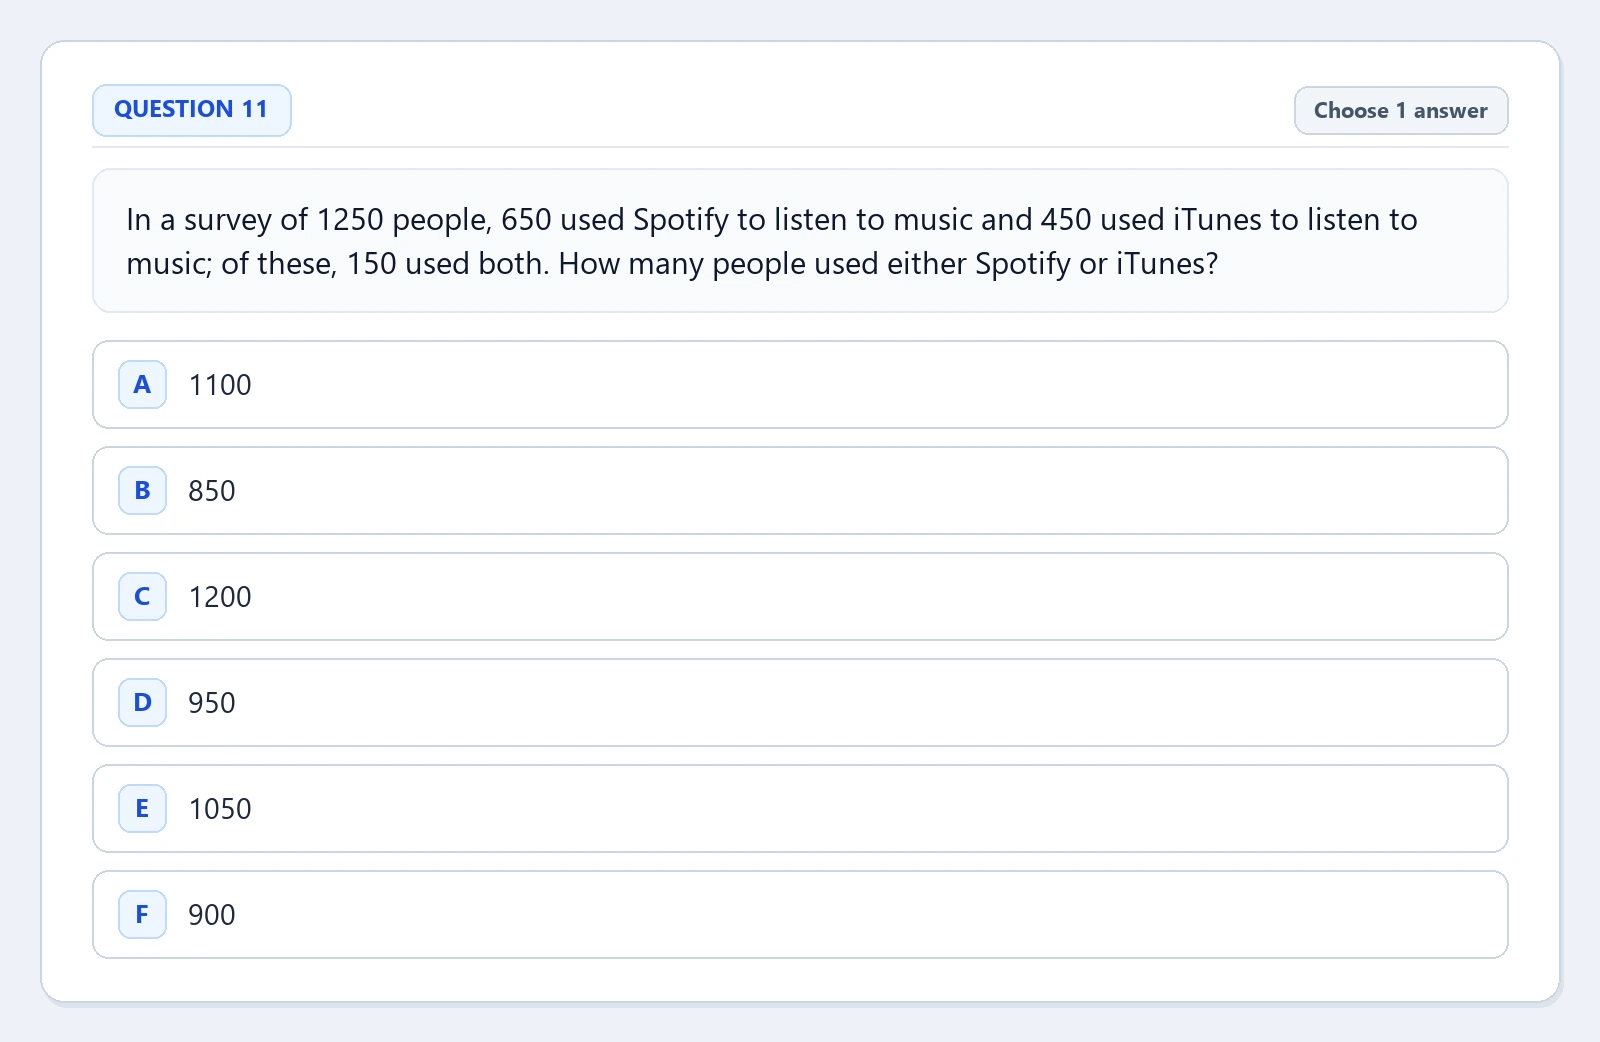 QUESTION 11
Choose 1 answer
In a survey of 1250 people, 650 used Spotify to listen to music and 450 used iTunes to listen to
music; of these, 150 used both. How many people used either Spotify or iTunes?
A 1100
B 850
C 1200
D 950
E 1050
F 900